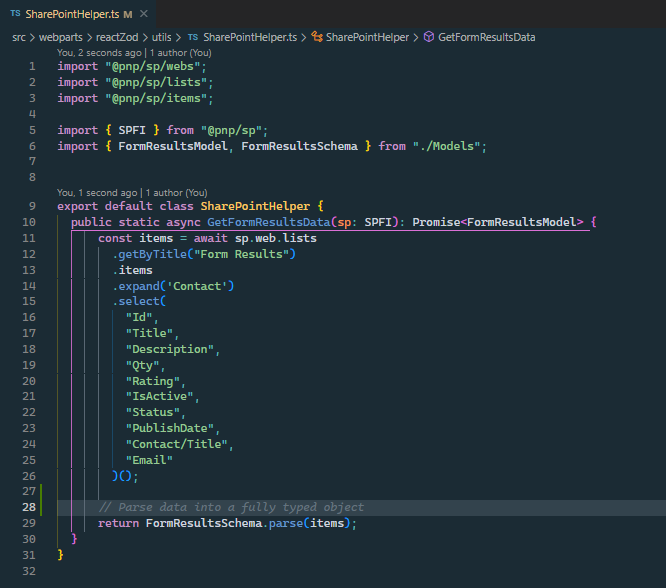 TS SharePointHelper.ts M ×
src > webparts > reactZod > utils > TS SharePointHelper.ts > SharePointHelper > GetFormResultsData
You, 2 seconds ago | 1 author (You)
1 import "@pnp/sp/webs";
2 import "@pnp/sp/lists";
3 import "@pnp/sp/items";
4
5 import { SPFI } from "@pnp/sp";
6 import { FormResultsModel, FormResultsSchema } from "./Models";
7
8
You, 1 second ago | 1 author (You)
9 export default class SharePointHelper {
10 public static async GetFormResultsData(sp: SPFI): Promise<FormResultsModel> {
11 const items = await sp.web.lists
12 .getByTitle("Form Results")
13 .items
14 .expand('Contact')
15 .select(
16 "Id",
17 "Title",
18 "Description",
19 "Qty",
20 "Rating",
21 "IsActive",
22 "Status",
23 "PublishDate",
24 "Contact/Title",
25 "Email"
26 )();
27
28 // Parse data into a fully typed object
29 return FormResultsSchema.parse(items);
30 }
31 }
32